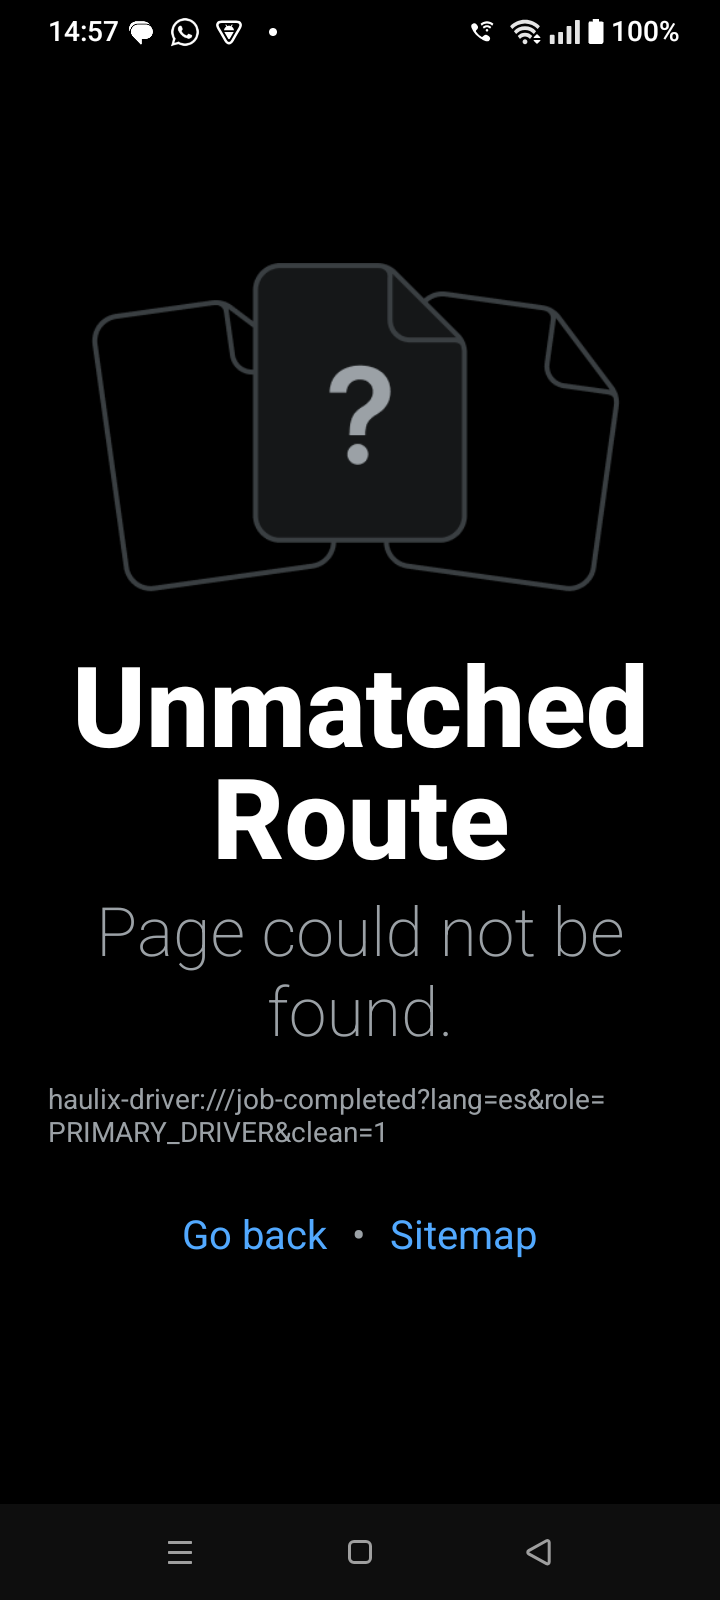 14:57
100%
?
Unmatched
Route
Page could not be
found.
haulix-driver:///job-completed?lang=es&role=
PRIMARY_DRIVER&clean=1
Go back • Sitemap